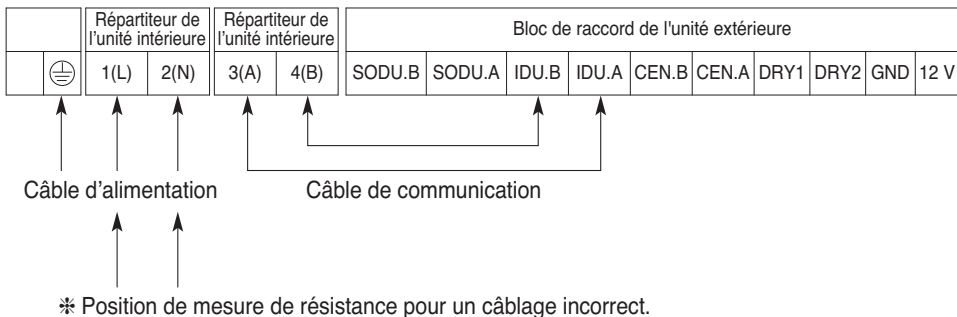 Répartiteur de l'unité intérieure
Répartiteur de l'unité intérieure
Bloc de raccord de l'unité extérieure
1(L) 2(N) 3(A) 4(B) SODU.B SODU.A IDU.B IDU.A CEN.B CEN.A DRY1 DRY2 GND 12 V
Câble d’alimentation
Câble de communication
❈ Position de mesure de résistance pour un câblage incorrect.